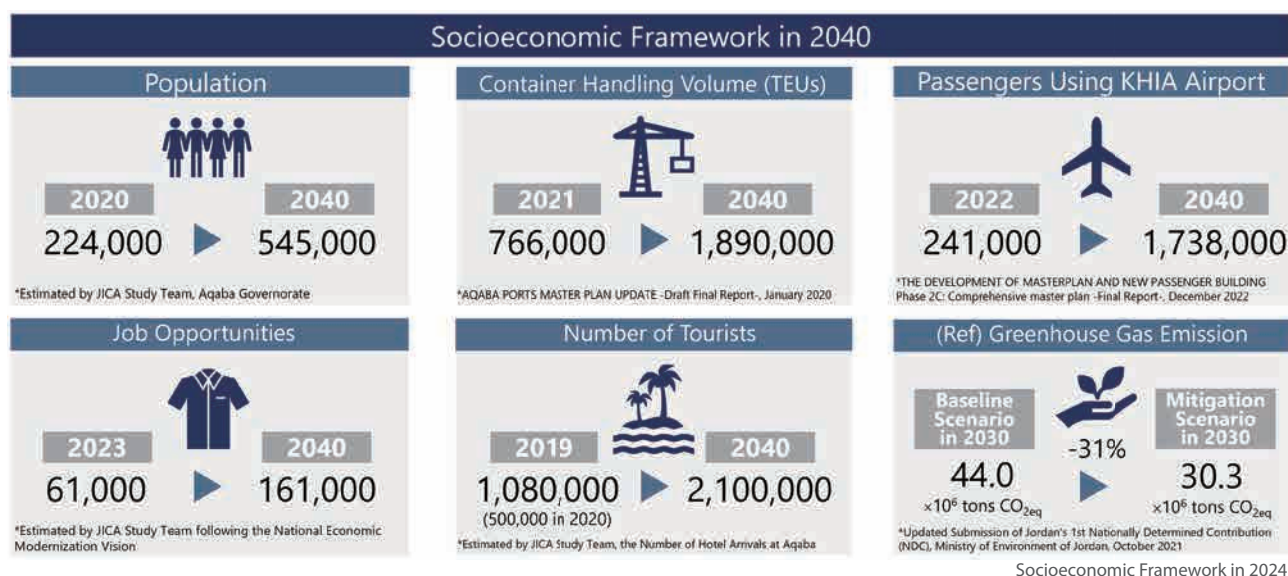 Socioeconomic Framework in 2040
Population
2020
2040
224,000
545,000
*Estimated by JICA Study Team, Aqaba Governorate
Container Handling Volume (TEUs)
2021
2040
766,000
1,890,000
*AQABA PORTS MASTER PLAN UPDATE -Draft Final Report-, January 2020
Passengers Using KHIA Airport
2022
2040
241,000
1,738,000
*THE DEVELOPMENT OF MASTERPLAN AND NEW PASSENGER BUILDING
Phase 2C: Comprehensive master plan -Final Report-, December 2022
Job Opportunities
2023
2040
61,000
161,000
*Estimated by JICA Study Team following the National Economic
Modernization Vision
Number of Tourists
2019
2040
1,080,000
2,100,000
(500,000 in 2020)
*Estimated by JICA Study Team, the Number of Hotel Arrivals at Aqaba
(Ref) Greenhouse Gas Emission
Baseline
Scenario
in 2030
-31%
Mitigation
Scenario
in 2030
44.0
30.3
×10⁶ tons CO₂eq
×10⁶ tons CO₂eq
*Updated Submission of Jordan's 1st Nationally Determined Contribution
(NDC), Ministry of Environment of Jordan, October 2021
Socioeconomic Framework in 2024